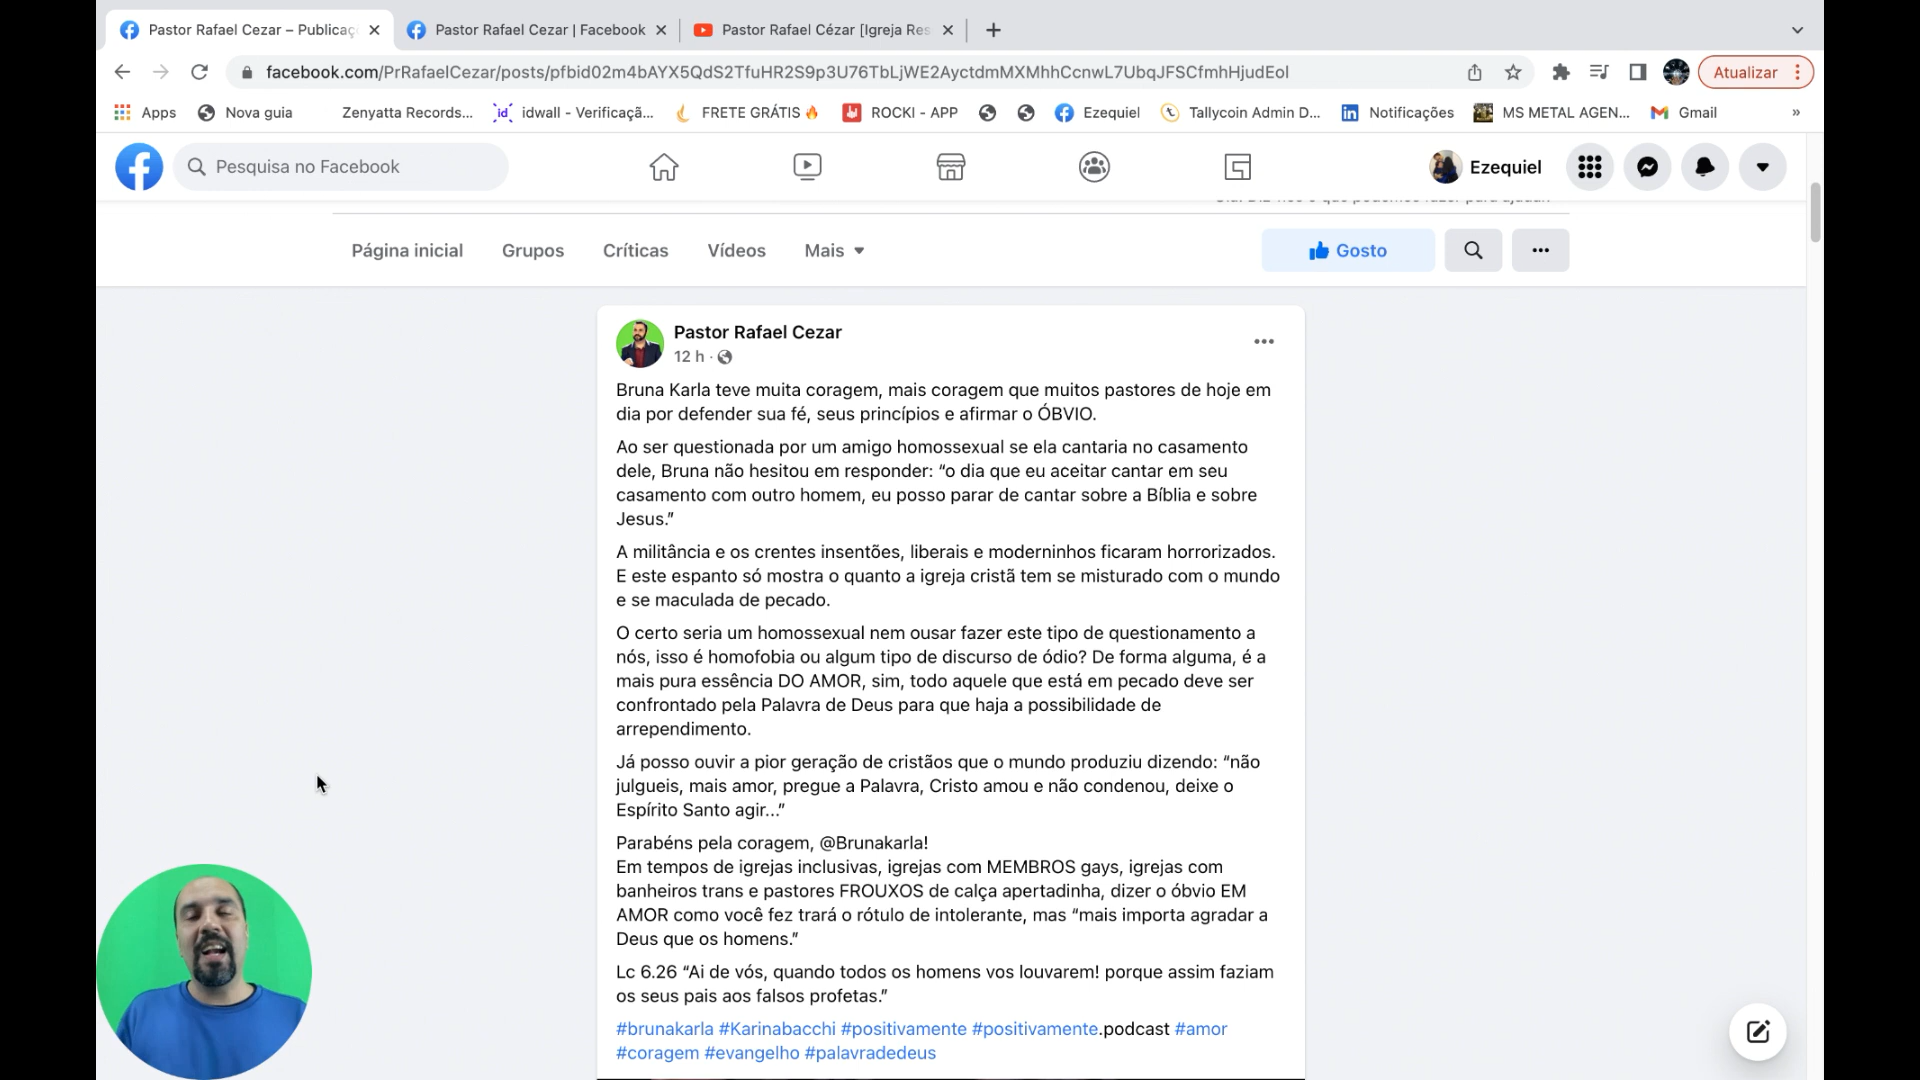 Pastor Rafael Cezar – Publicaç
Pastor Rafael Cezar | Facebook
Pastor Rafael Cézar [Igreja Res
facebook.com/PrRafaelCezar/posts/pfbid02m4bAYX5QdS2TfuHR2S9p3U76TbLjWE2AyctdmMXMhhCcnwL7UbqJFSCfmhHjudEol
Atualizar
Apps
Nova guia
Zenyatta Records...
id
idwall - Verificaçã...
FRETE GRÁTIS
ROCKI - APP
Ezequiel
Tallycoin Admin D...
Notificações
MS METAL AGEN...
Gmail
»
Pesquisa no Facebook
Ezequiel
Página inicial
Grupos
Críticas
Vídeos
Mais
Gosto
Pastor Rafael Cezar
12 h ·
Bruna Karla teve muita coragem, mais coragem que muitos pastores de hoje em
dia por defender sua fé, seus princípios e afirmar o ÓBVIO.
Ao ser questionada por um amigo homossexual se ela cantaria no casamento
dele, Bruna não hesitou em responder: “o dia que eu aceitar cantar em seu
casamento com outro homem, eu posso parar de cantar sobre a Bíblia e sobre
Jesus.”
A militância e os crentes insentões, liberais e moderninhos ficaram horrorizados.
E este espanto só mostra o quanto a igreja cristã tem se misturado com o mundo
e se maculada de pecado.
O certo seria um homossexual nem ousar fazer este tipo de questionamento a
nós, isso é homofobia ou algum tipo de discurso de ódio? De forma alguma, é a
mais pura essência DO AMOR, sim, todo aquele que está em pecado deve ser
confrontado pela Palavra de Deus para que haja a possibilidade de
arrependimento.
Já posso ouvir a pior geração de cristãos que o mundo produziu dizendo: “não
julgueis, mais amor, pregue a Palavra, Cristo amou e não condenou, deixe o
Espírito Santo agir...”
Parabéns pela coragem, @Brunakarla!
Em tempos de igrejas inclusivas, igrejas com MEMBROS gays, igrejas com
banheiros trans e pastores FROUXOS de calça apertadinha, dizer o óbvio EM
AMOR como você fez trará o rótulo de intolerante, mas “mais importa agradar a
Deus que os homens.”
Lc 6.26 “Ai de vós, quando todos os homens vos louvarem! porque assim faziam
os seus pais aos falsos profetas.”
#brunakarla #Karinabacchi #positivamente #positivamente.podcast #amor
#coragem #evangelho #palavradedeus